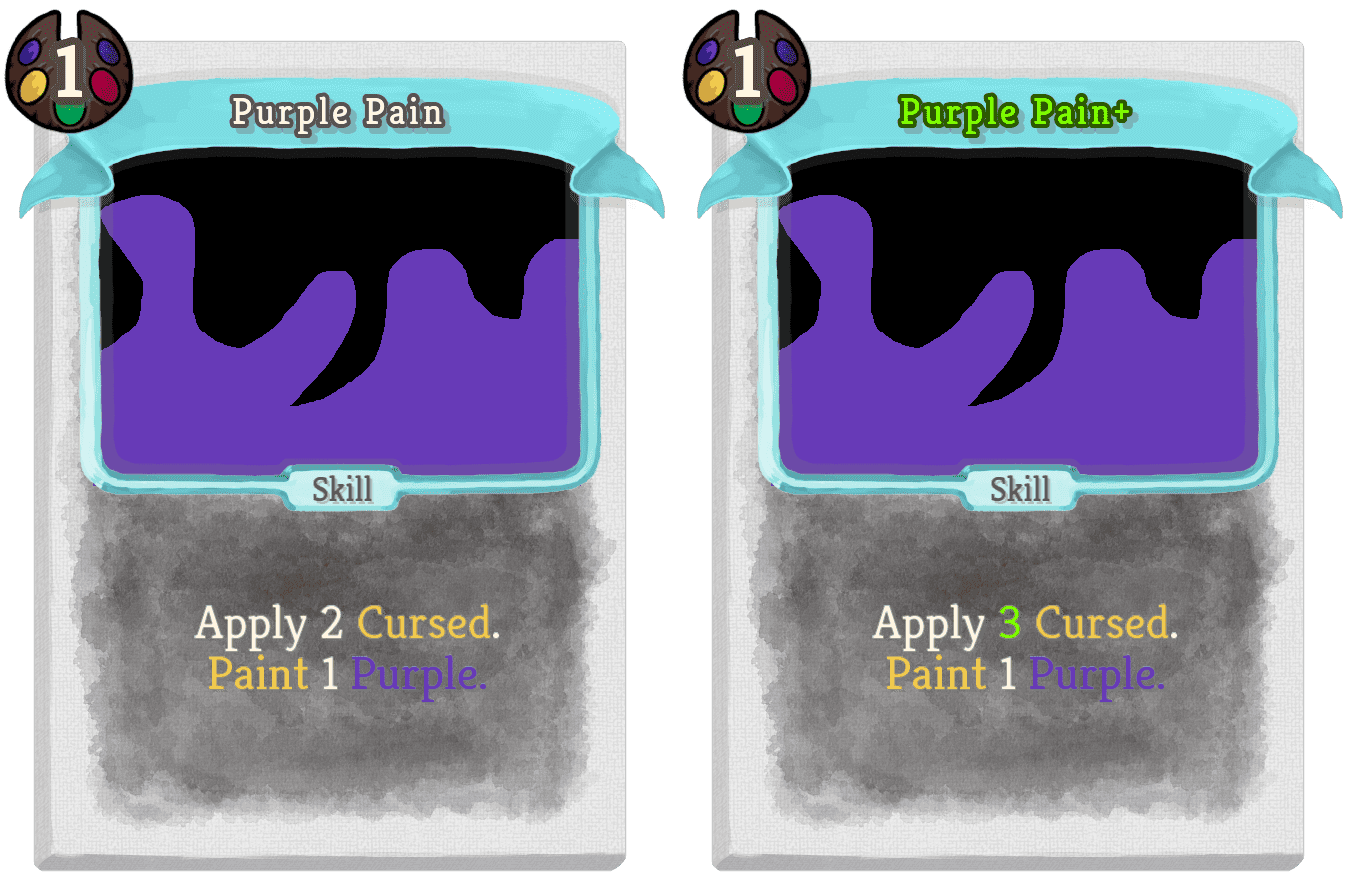 1
Purple Pain
Skill
Apply 2 Cursed.
Paint 1 Purple.
1
Purple Pain+
Skill
Apply 3 Cursed.
Paint 1 Purple.